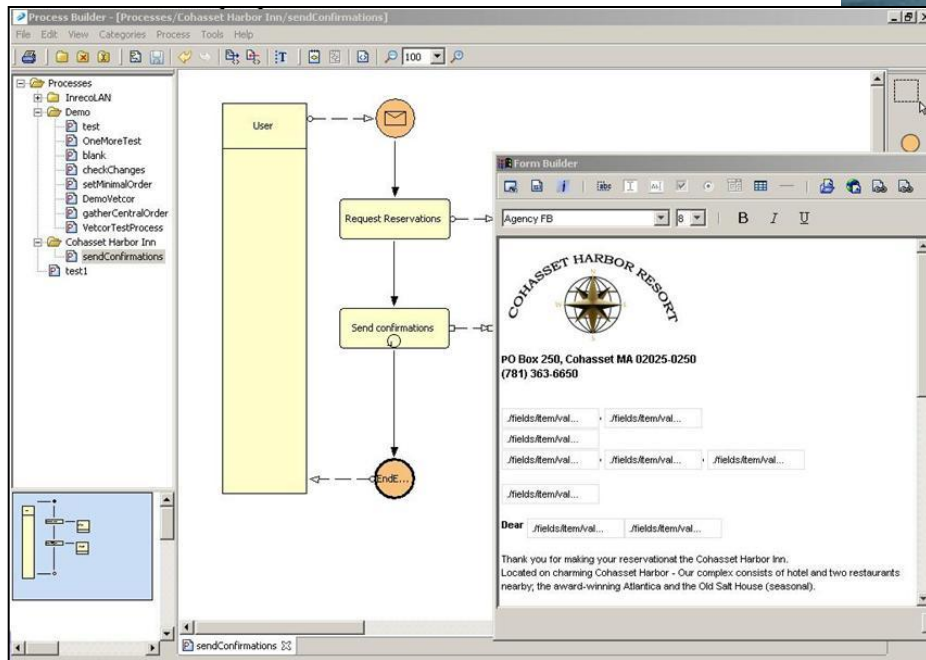 Process Builder - [Processes/Cohasset Harbor Inn/sendConfirmations]
File Edit View Categories Process Tools Help
100
Processes
InrecoLAN
Demo
test
OneMoreTest
blank
checkChanges
setMinimalOrder
DemoVetcor
gatherCentralOrder
VetcorTestProcess
Cohasset Harbor Inn
sendConfirmations
test1
User
Request Reservations
Send confirmations
EndE...
sendConfirmations
Form Builder
Agency FB 8 B I U
COHASSET HARBOR RESORT
N
W E
S
PO Box 250, Cohasset MA 02025-0250
(781) 363-6650
./fields/item/val... , ./fields/item/val...
./fields/item/val...
./fields/item/val... , ./fields/item/val... , ./fields/item/val...
./fields/item/val...
Dear ./fields/item/val... ./fields/item/val...
Thank you for making your reservationat the Cohasset Harbor Inn.
Located on charming Cohasset Harbor - Our complex consists of hotel and two restaurants
nearby; the award-winning Atlantica and the Old Salt House (seasonal).